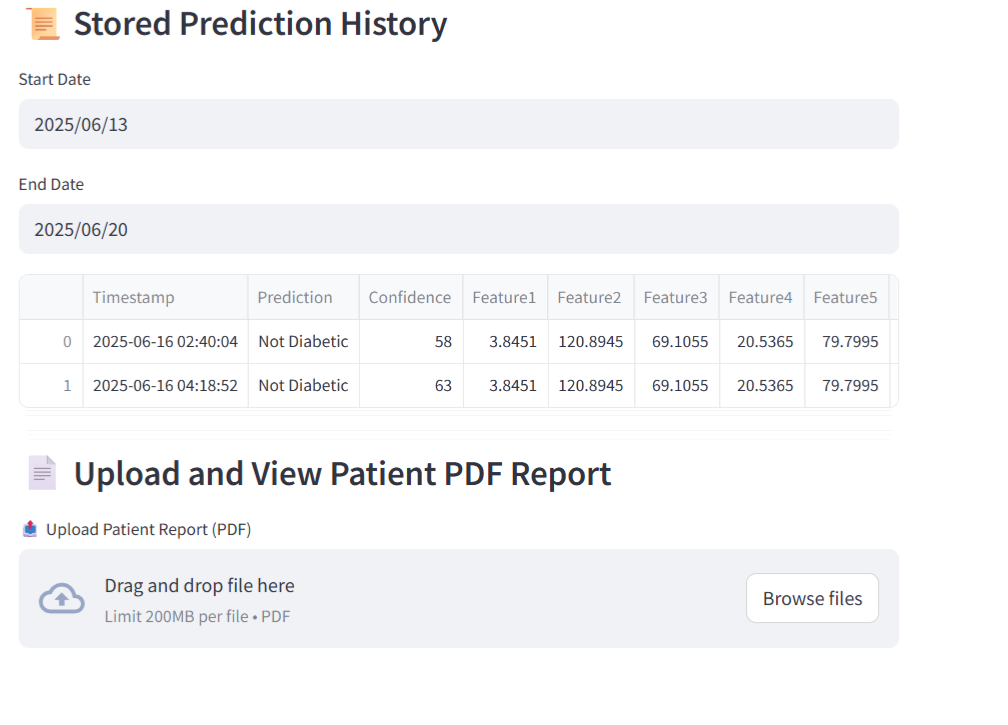 Stored Prediction History
Start Date
2025/06/13
End Date
2025/06/20
Timestamp Prediction Confidence Feature1 Feature2 Feature3 Feature4 Feature5
0 2025-06-16 02:40:04 Not Diabetic 58 3.8451 120.8945 69.1055 20.5365 79.7995
1 2025-06-16 04:18:52 Not Diabetic 63 3.8451 120.8945 69.1055 20.5365 79.7995
Upload and View Patient PDF Report
Upload Patient Report (PDF)
Drag and drop file here
Limit 200MB per file • PDF
Browse files